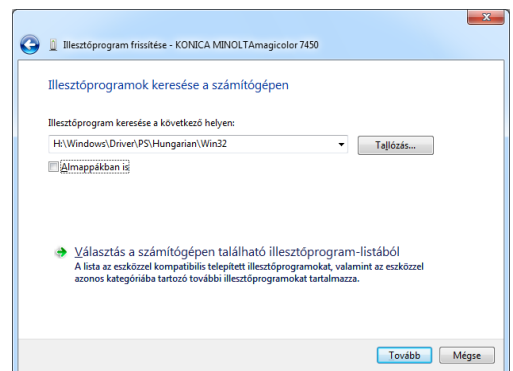 Illesztőprogram frissítése - KONICA MINOLTAmagicolor 7450
Illesztőprogramok keresése a számítógépen
Illesztőprogram keresése a következő helyen:
H:\Windows\Driver\PS\Hungarian\Win32
Tallózás...
Almappákban is
Választás a számítógépen található illesztőprogram-listából
A lista az eszközzel kompatibilis telepített illesztőprogramokat, valamint az eszközzel
azonos kategóriába tartozó további illesztőprogramokat tartalmazza.
Tovább Mégse